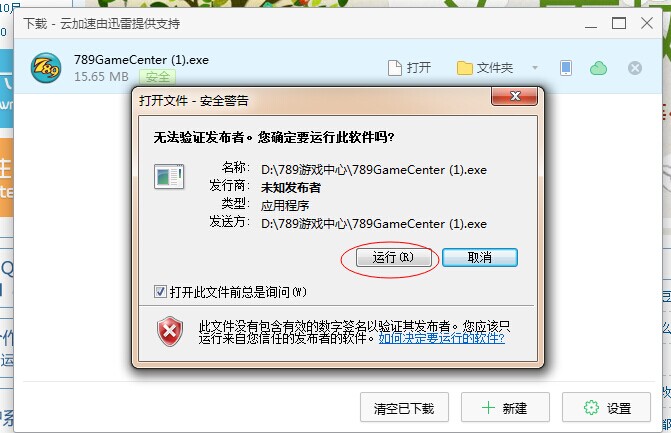 10月
下载 - 云加速由迅雷提供支持
789
789GameCenter (1).exe
15.65 MB 安全
打开 文件夹
打开文件 - 安全警告
无法验证发布者。您确定要运行此软件吗?
名称: D:\789游戏中心\789GameCenter (1).exe
发行商: 未知发布者
类型: 应用程序
发送方: D:\789游戏中心\789GameCenter (1).exe
运行(R) 取消
打开此文件前总是询问(W)
此文件没有包含有效的数字签名以验证其发布者。您应该只
运行来自您信任的发布者的软件。如何决定要运行的软件?
清空已下载 新建 设置